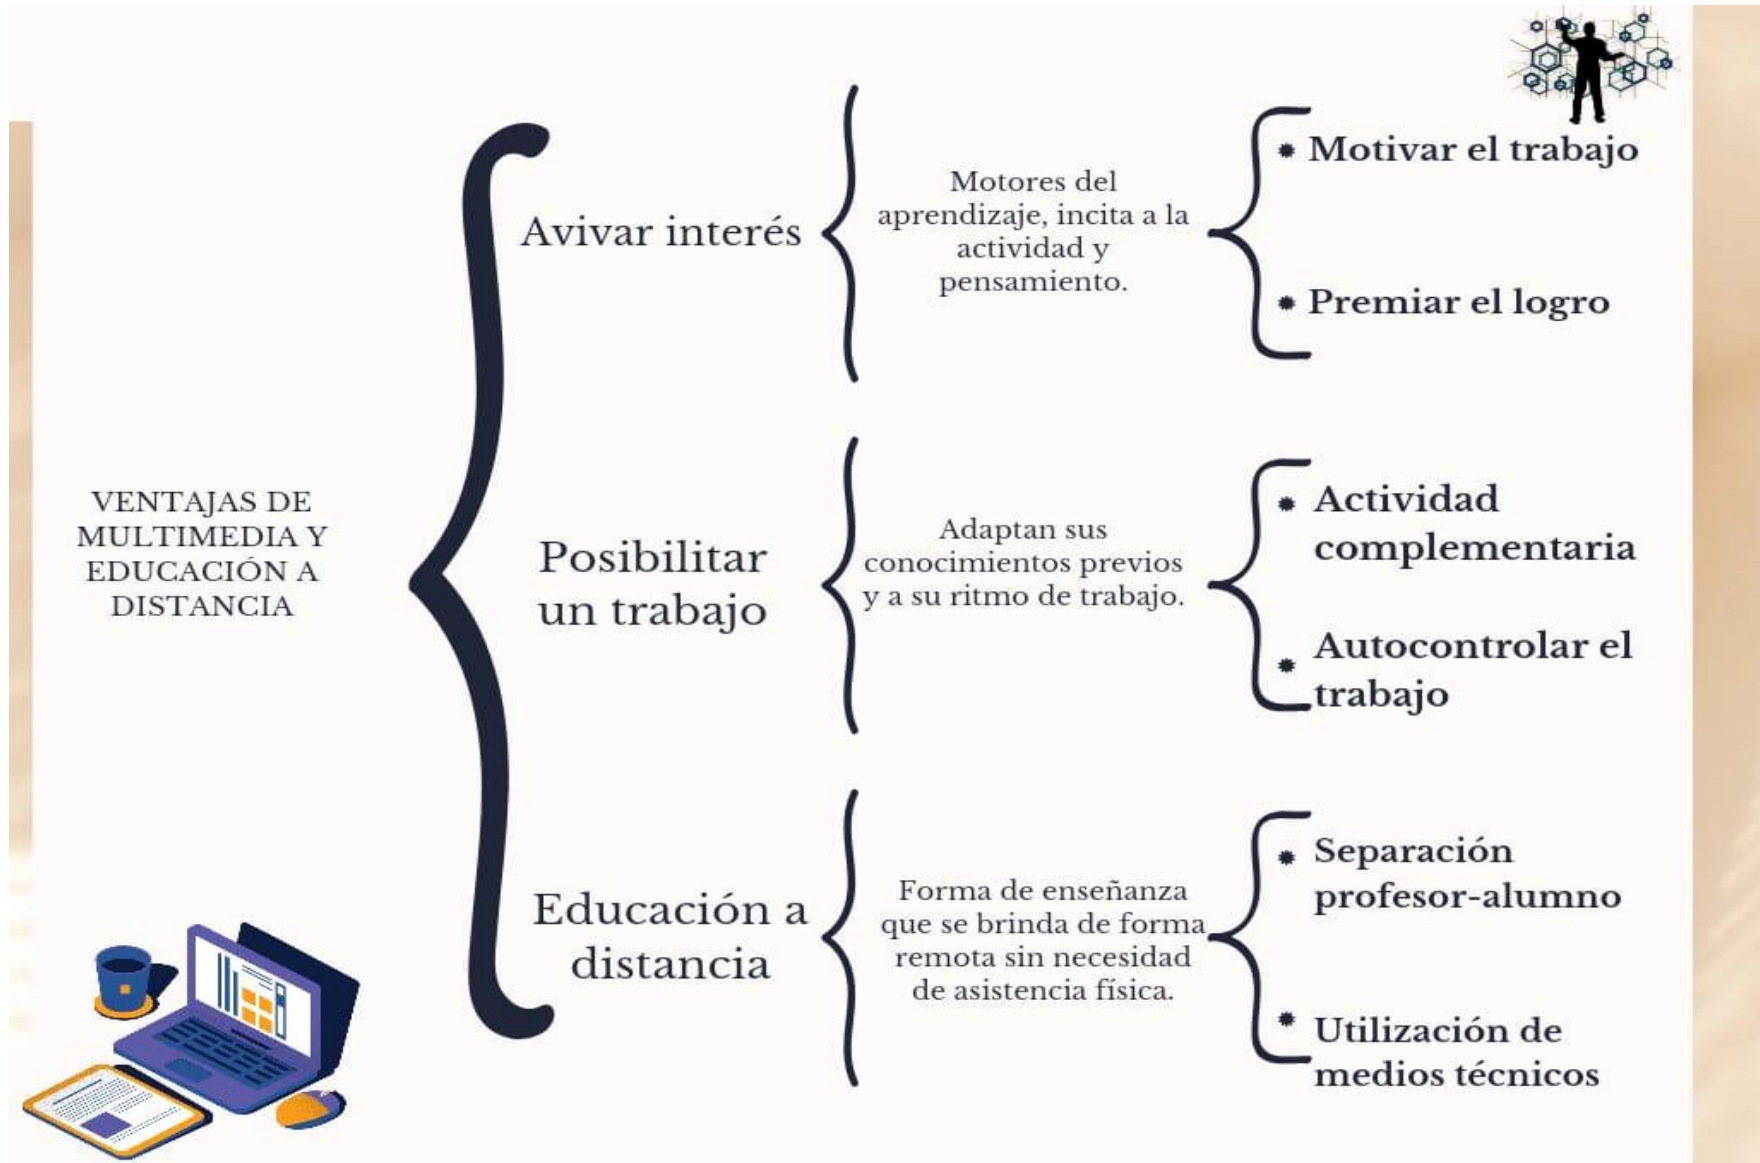 VENTAJAS DE
MULTIMEDIA Y
EDUCACIÓN A
DISTANCIA
Avivar interés
Motores del
aprendizaje, incita a la
actividad y
pensamiento.
Motivar el trabajo
Premiar el logro
Posibilitar
un trabajo
Adaptan sus
conocimientos previos
y a su ritmo de trabajo.
Actividad
complementaria
Autocontrolar el
trabajo
Educación a
distancia
Forma de enseñanza
que se brinda de forma
remota sin necesidad
de asistencia física.
Separación
profesor-alumno
Utilización de
medios técnicos